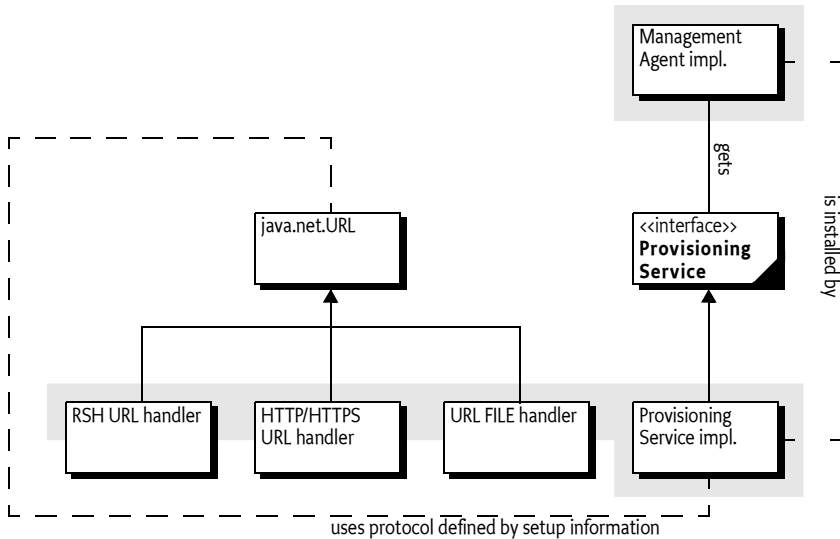 Management
Agent impl.
gets
java.net.URL
<<interface>>
Provisioning
Service
is installed by
RSH URL handler
HTTP/HTTPS
URL handler
URL FILE handler
Provisioning
Service impl.
uses protocol defined by setup information